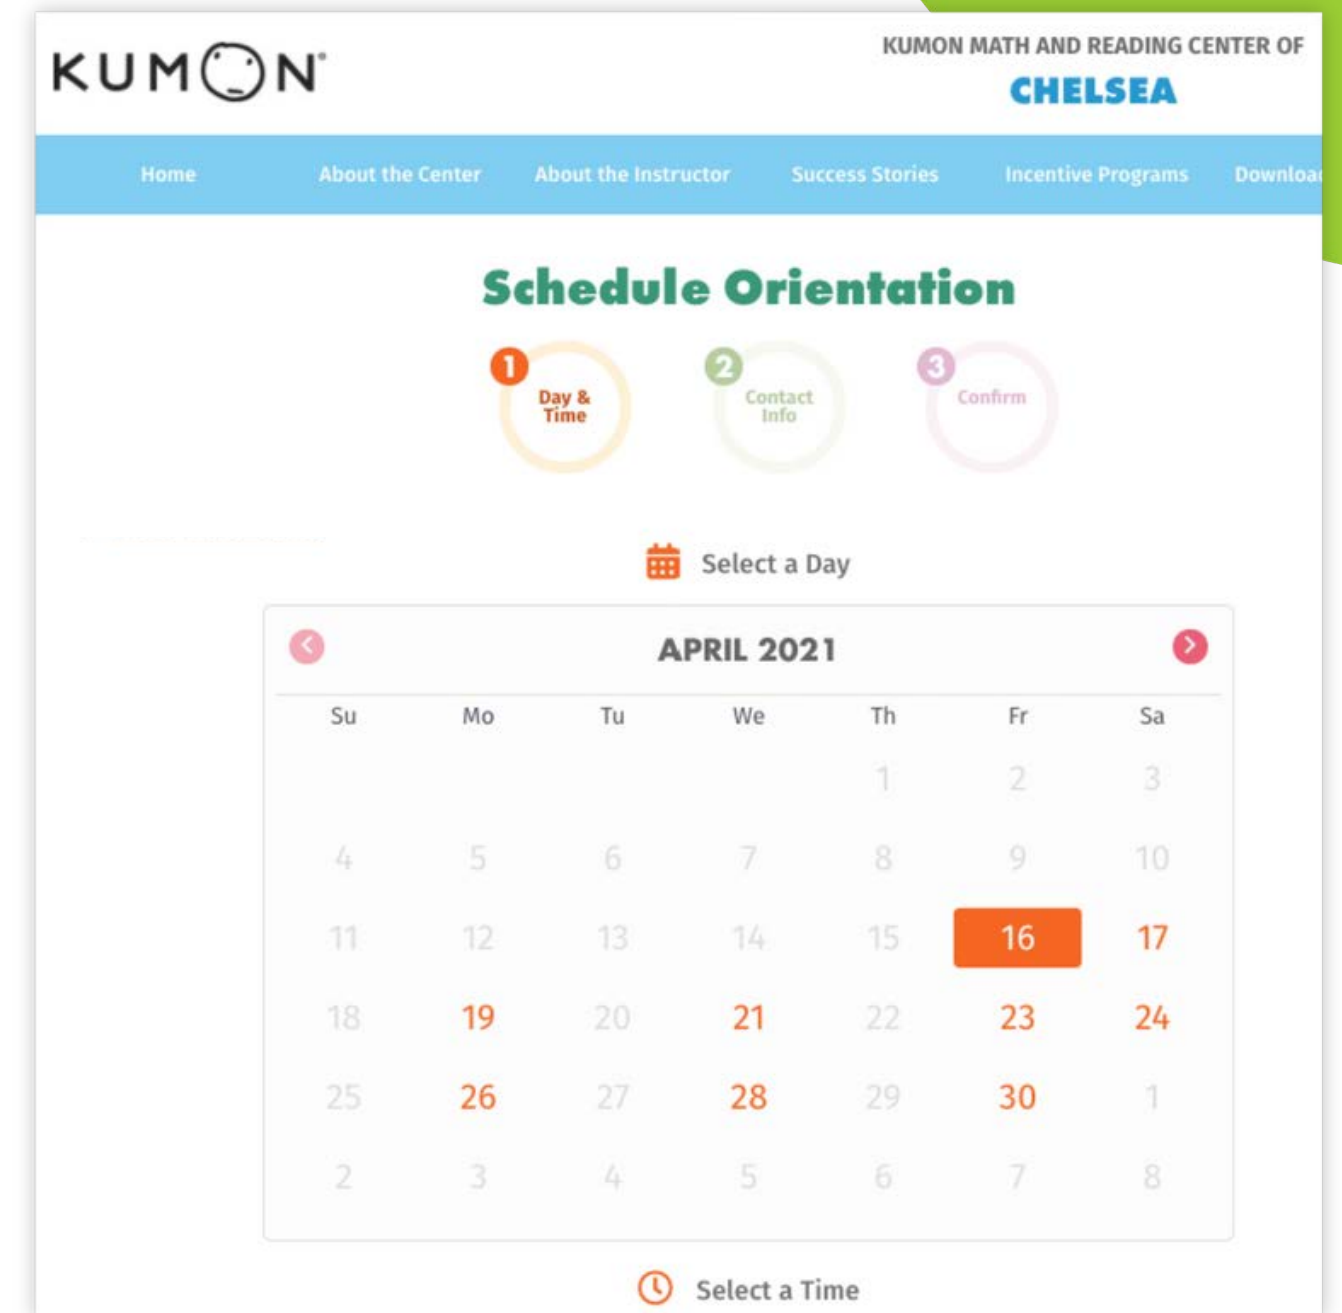 KUMON
KUMON MATH AND READING CENTER OF
CHELSEA
Home About the Center About the Instructor Success Stories Incentive Programs Downloa
Schedule Orientation
1 Day & Time
2 Contact Info
3 Confirm
Select a Day
APRIL 2021
Su Mo Tu We Th Fr Sa
1 2 3
4 5 6 7 8 9 10
11 12 13 14 15 16 17
18 19 20 21 22 23 24
25 26 27 28 29 30 1
2 3 4 5 6 7 8
Select a Time